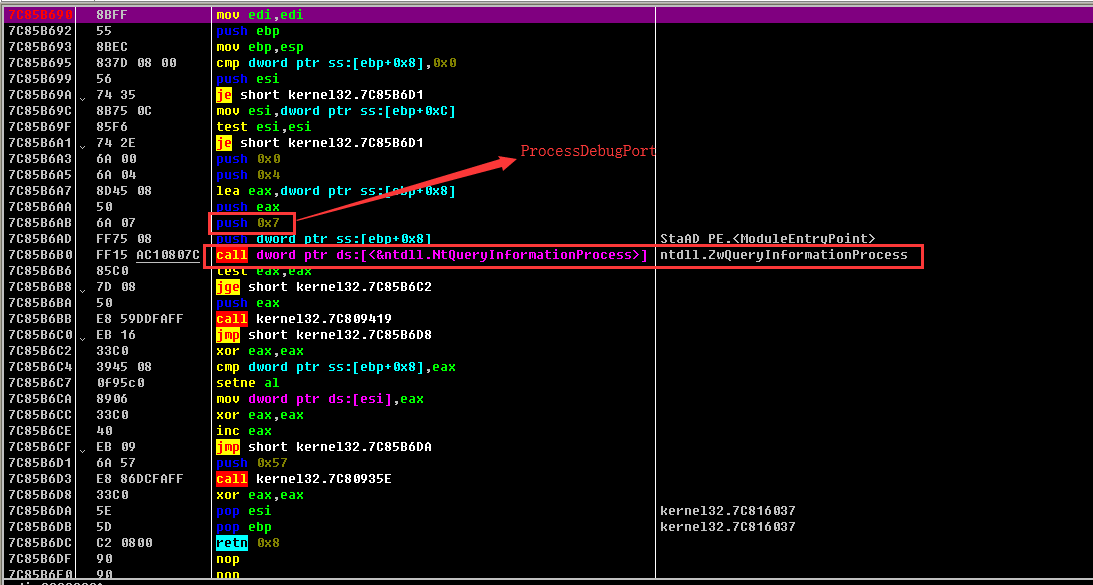 7C85B690 8BFF mov edi,edi
7C85B692 55 push ebp
7C85B693 8BEC mov ebp,esp
7C85B695 837D 08 00 cmp dword ptr ss:[ebp+0x8],0x0
7C85B699 56 push esi
7C85B69A 74 35 je short kernel32.7C85B6D1
7C85B69C 8B75 0C mov esi,dword ptr ss:[ebp+0xC]
7C85B69F 85F6 test esi,esi
7C85B6A1 74 2E je short kernel32.7C85B6D1
ProcessDebugPort
7C85B6A3 6A 00 push 0x0
7C85B6A5 6A 04 push 0x4
7C85B6A7 8D45 08 lea eax,dword ptr ss:[ebp+0x8]
7C85B6AA 50 push eax
7C85B6AB 6A 07 push 0x7
7C85B6AD FF75 08 push dword ptr ss:[ebp+0x8] StaAD_PE.<ModuleEntryPoint>
7C85B6B0 FF15 AC10807C call dword ptr ds:[<&ntdll.NtQueryInformationProcess>] ntdll.ZwQueryInformationProcess
7C85B6B6 85C0 test eax,eax
7C85B6B8 7D 08 jge short kernel32.7C85B6C2
7C85B6BA 50 push eax
7C85B6BB E8 59DDFAFF call kernel32.7C809419
7C85B6C0 EB 16 jmp short kernel32.7C85B6D8
7C85B6C2 33C0 xor eax,eax
7C85B6C4 3945 08 cmp dword ptr ss:[ebp+0x8],eax
7C85B6C7 0f95c0 setne al
7C85B6CA 8906 mov dword ptr ds:[esi],eax
7C85B6CC 33C0 xor eax,eax
7C85B6CE 40 inc eax
7C85B6CF EB 09 jmp short kernel32.7C85B6DA
7C85B6D1 6A 57 push 0x57
7C85B6D3 E8 86DCFAFF call kernel32.7C80935E
7C85B6D8 33C0 xor eax,eax
7C85B6DA 5E pop esi kernel32.7C816037
7C85B6DB 5D pop ebp kernel32.7C816037
7C85B6DC C2 0800 retn 0x8
7C85B6DF 90 nop
7C85B6E0 90 nop